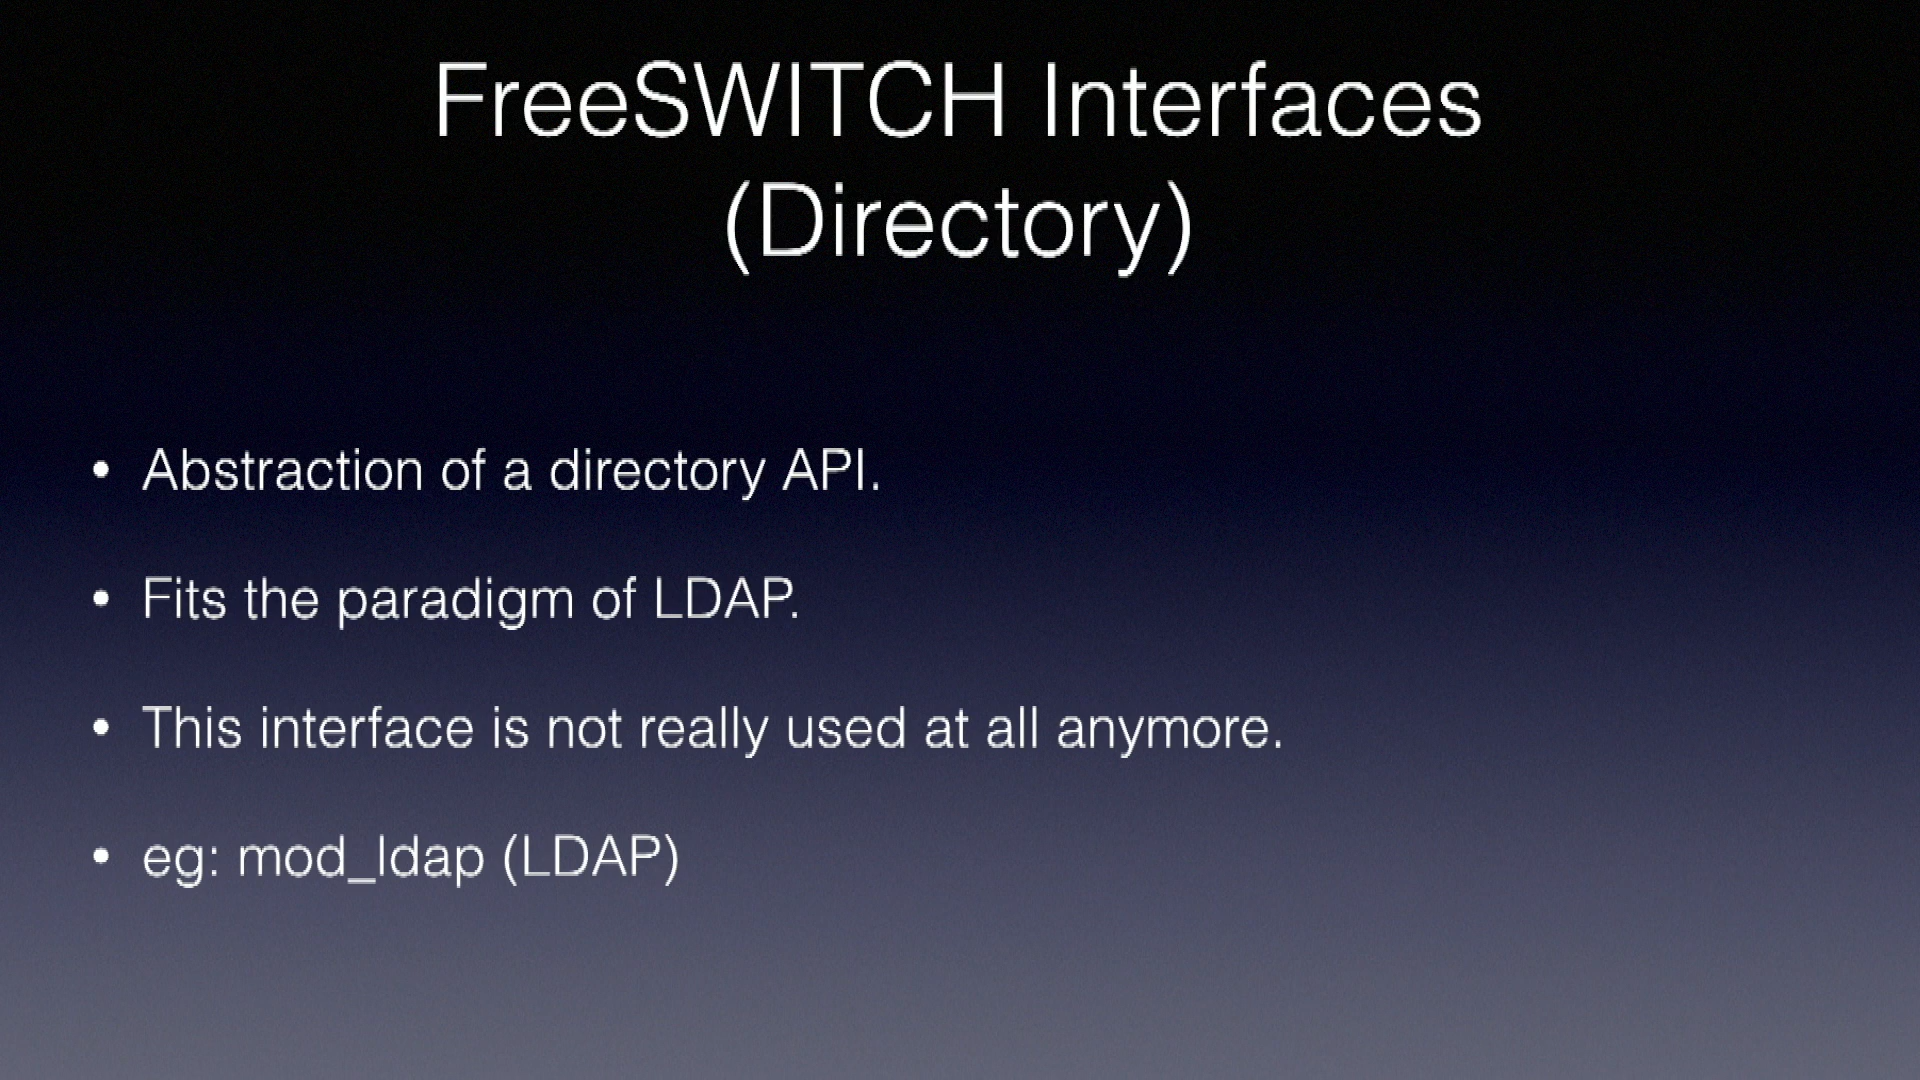 FreeSWITCH Interfaces
(Directory)
• Abstraction of a directory API.
• Fits the paradigm of LDAP.
• This interface is not really used at all anymore.
• eg: mod_ldap (LDAP)